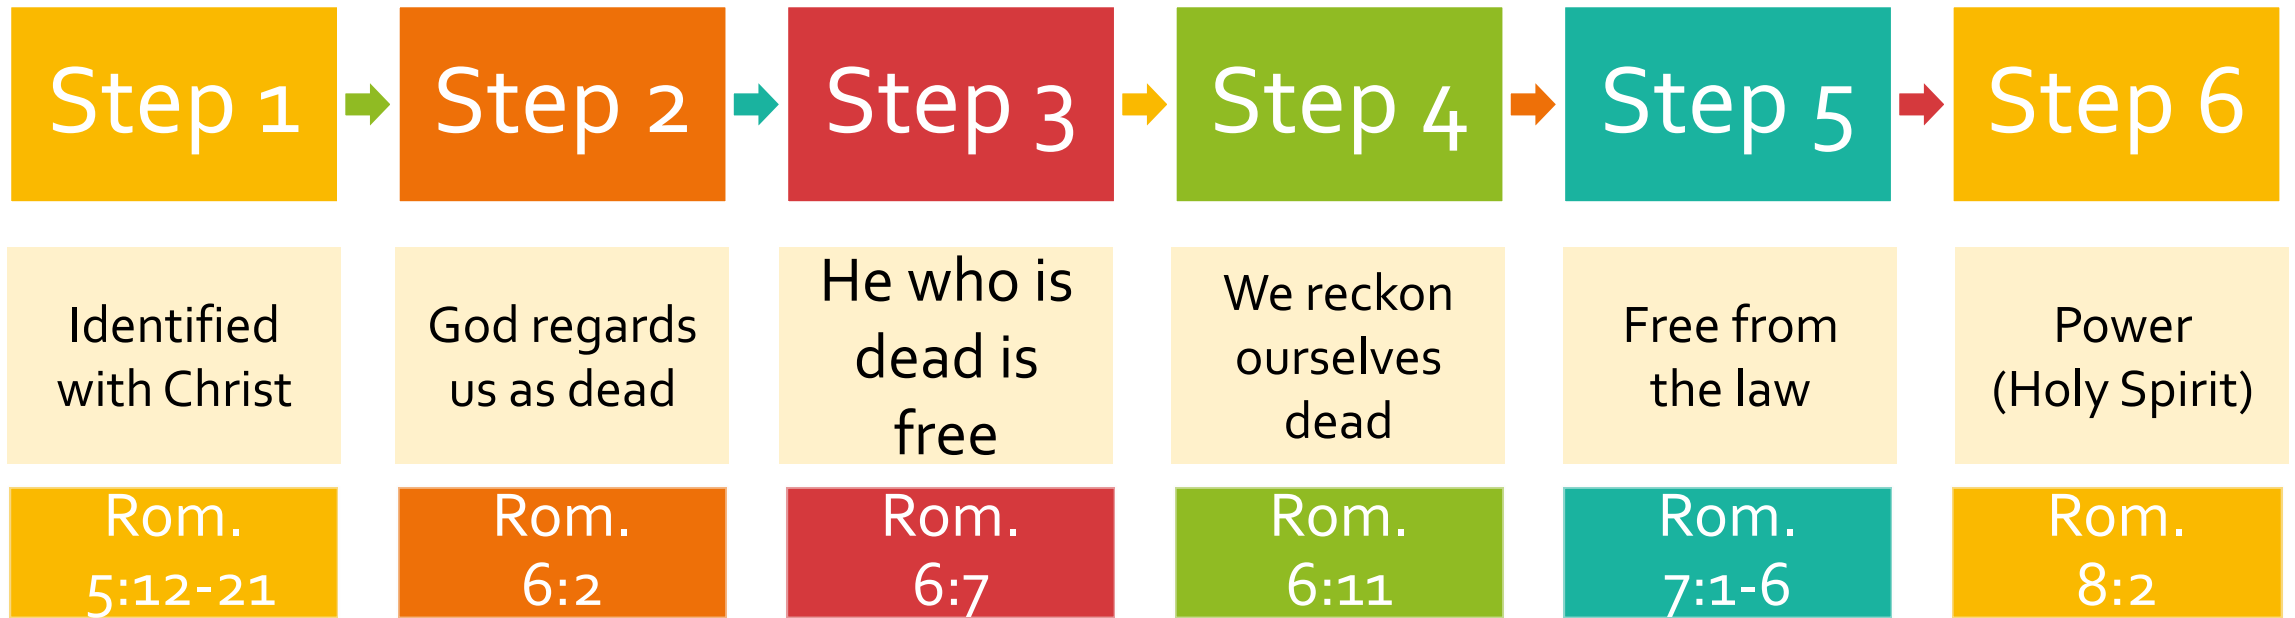 Step 1
Step 2
Step 3
Step 4
Step 5
Step 6
Identified
with Christ
God regards
us as dead
He who is
dead is
free
We reckon
ourselves
dead
Free from
the law
Power
(Holy Spirit)
Rom.
5:12-21
Rom.
6:2
Rom.
6:7
Rom.
6:11
Rom.
7:1-6
Rom.
8:2